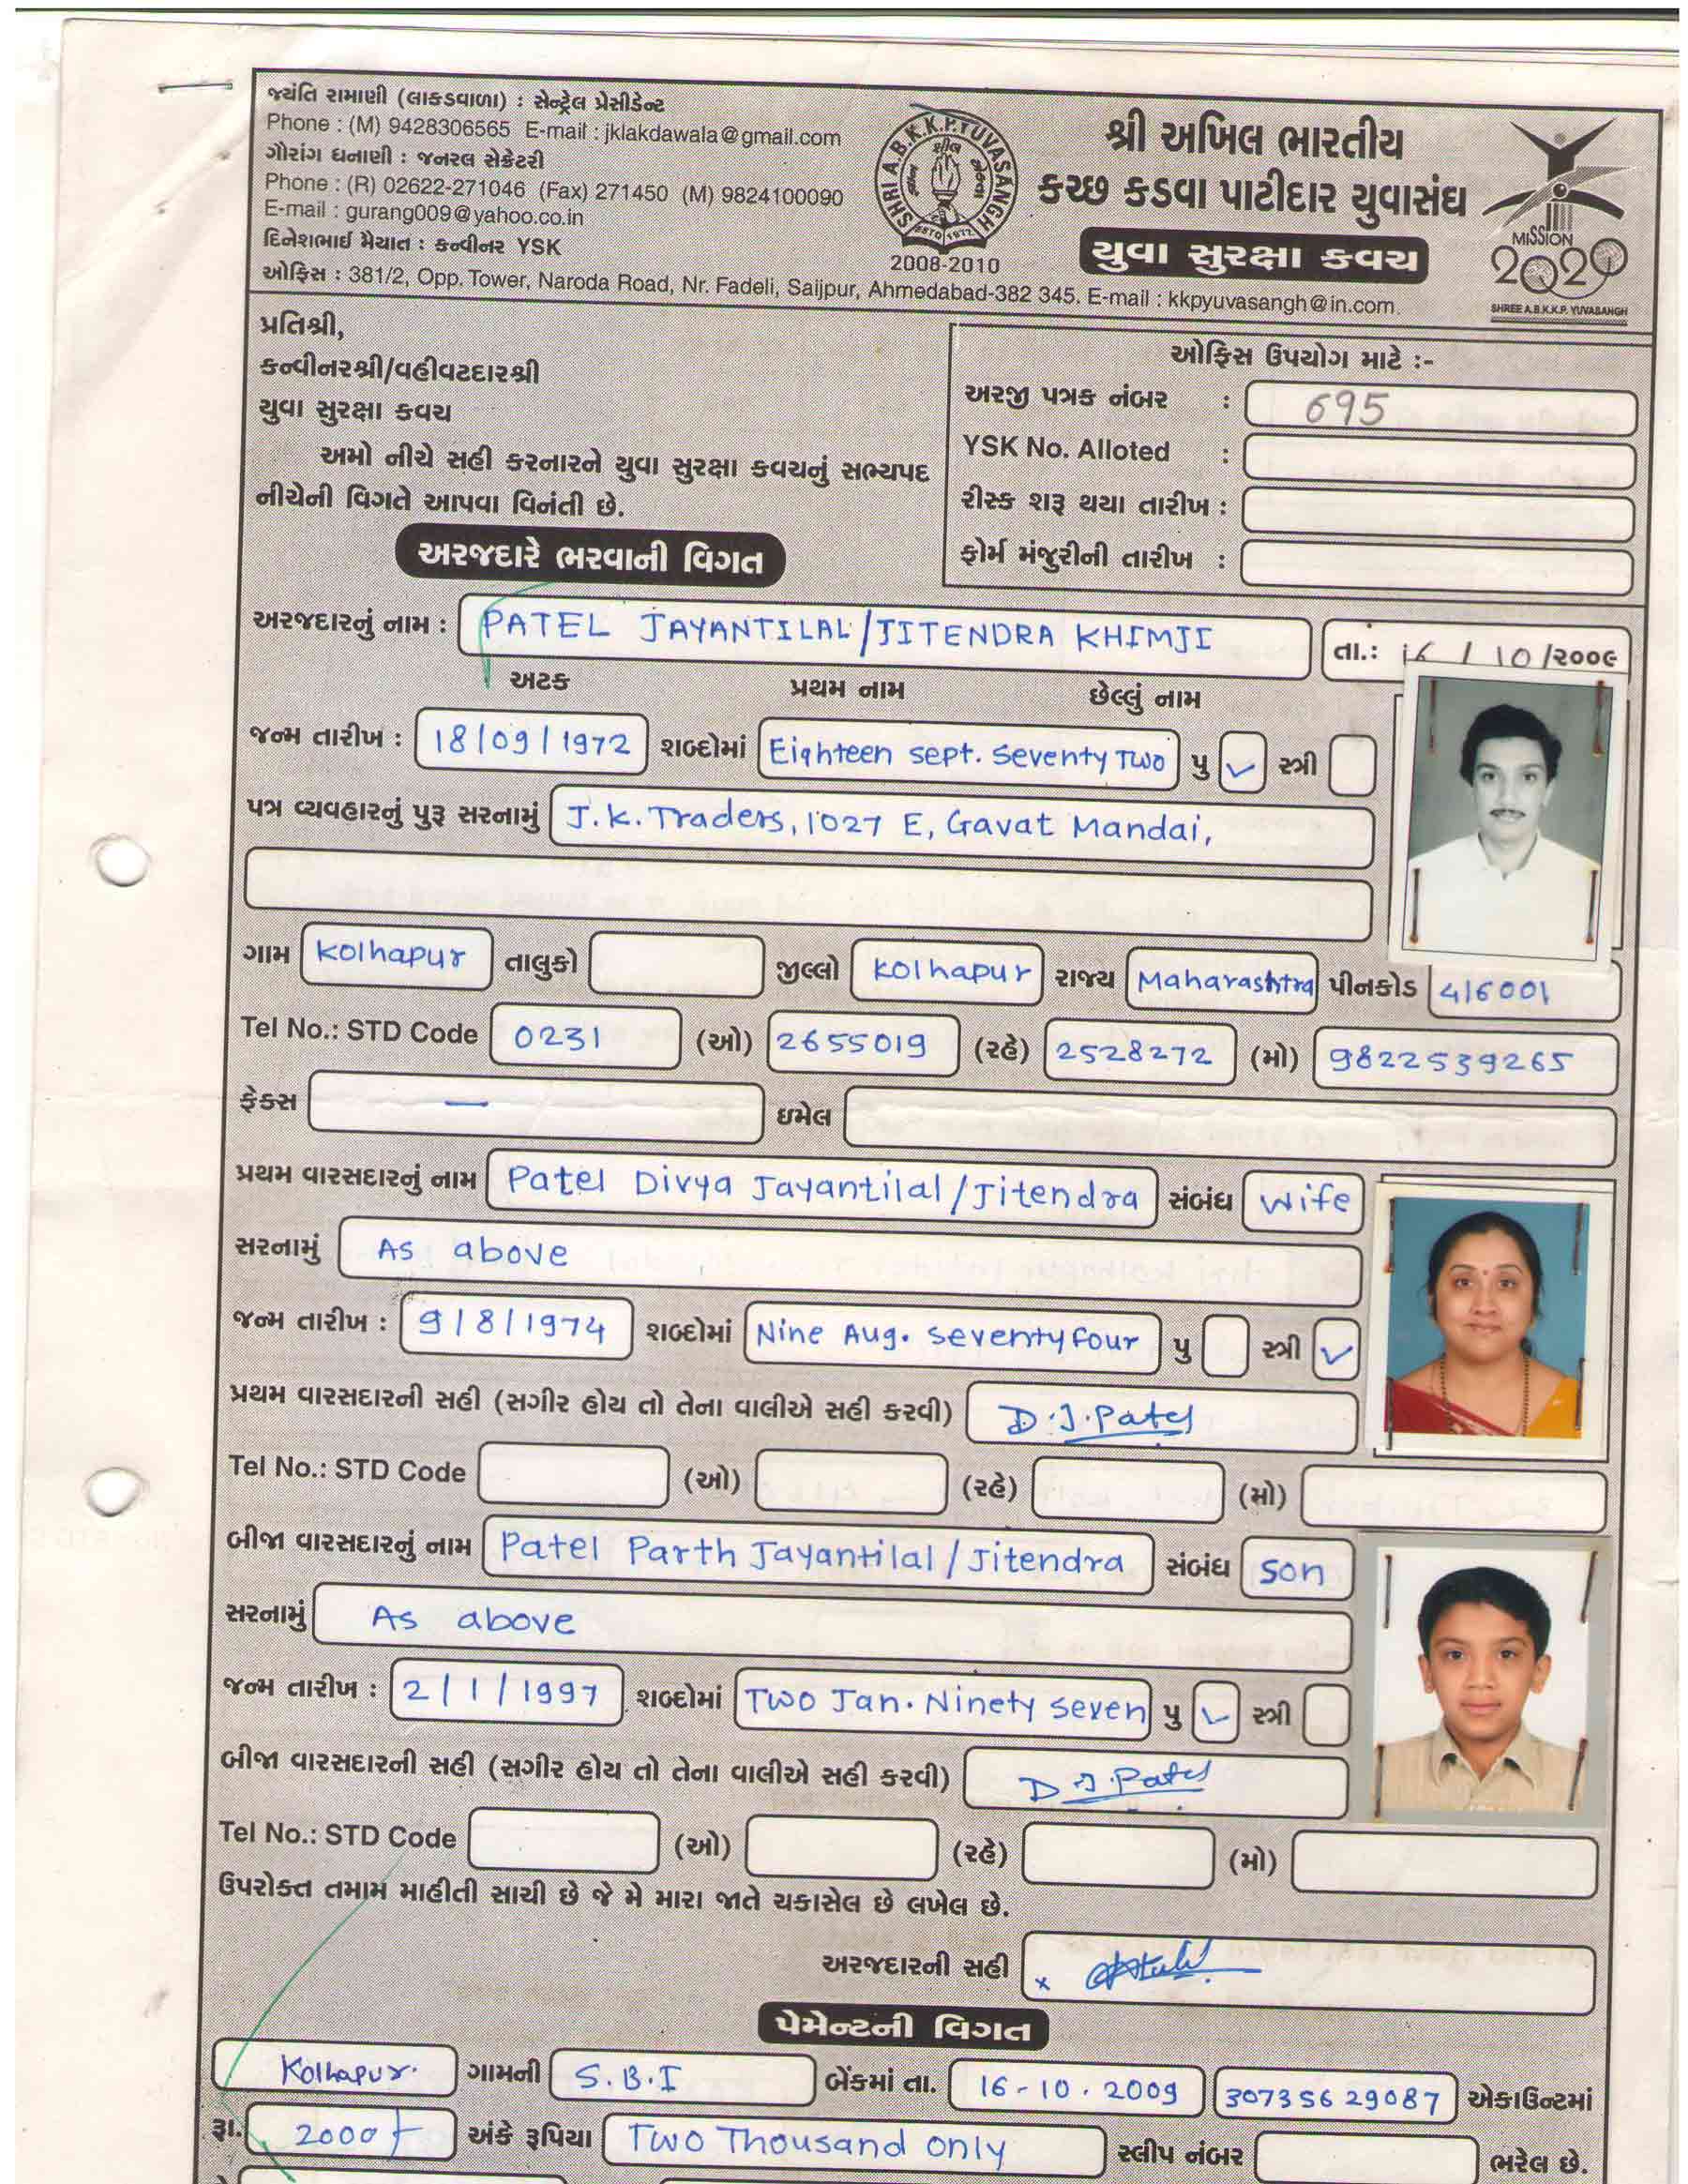 જયંતિ રામાણી (લાકડવાળા) : સેન્ટ્રેલ પ્રેસીડેન્ટ
Phone : (M) 9428306565 E-mail : jklakdawala@gmail.com
ગૌરાંગ ધનાણી : જનરલ સેક્રેટરી
Phone : (R) 02622-271046 (Fax) 271450 (M) 9824100090
E-mail : gurang009@yahoo.co.in
દિનેશભાઈ મૈયાત : કન્વીનર YSK
ઓફિસ : 381/2, Opp. Tower, Naroda Road, Nr. Fadeli, Saijpur, Ahmedabad-382 345. E-mail : kkpyuvasangh@in.com.
SHRI A.B.K.K.P. YUVASANGH
ESTD 1972
2008-2010
શ્રી અખિલ ભારતીય
કચ્છ કડવા પાટીદાર યુવાસંઘ
યુવા સુરક્ષા કવચ
MISSION
2020
SHREE A.B.K.K.P. YUVASANGH
પ્રતિશ્રી,
કન્વીનરશ્રી/વહીવટદારશ્રી
યુવા સુરક્ષા કવચ
અમો નીચે સહી કરનારને યુવા સુરક્ષા કવચનું સભ્યપદ
નીચેની વિગતે આપવા વિનંતી છે.
ઓફિસ ઉપયોગ માટે :-
અરજી પત્રક નંબર : 695
YSK No. Alloted :
રીસ્ક શરૂ થયા તારીખ :
ફોર્મ મંજુરીની તારીખ :
અરજદારે ભરવાની વિગત
અરજદારનું નામ : PATEL JAYANTILAL/JITENDRA KHIMJI તા.: 16 / 10 /૨૦૦૯
અટક પ્રથમ નામ છેલ્લું નામ
જન્મ તારીખ : 18/09/1972 શબ્દોમાં Eighteen sept. seventy Two પુ ✓ સ્ત્રી
પત્ર વ્યવહારનું પુરૂ સરનામું J.K. Traders, 1027 E, Gavat Mandai,
ગામ Kolhapur તાલુકો જીલ્લો Kolhapur રાજ્ય Maharashtra પીનકોડ 416001
Tel No.: STD Code 0231 (ઓ) 2655019 (રહે) 2528272 (મો) 9822539265
ફેક્સ — ઇમેલ
પ્રથમ વારસદારનું નામ Patel Divya Jayantilal/Jitendra સંબંધ wife
સરનામું As above
જન્મ તારીખ : 9/8/1974 શબ્દોમાં Nine Aug. seventy four પુ સ્ત્રી ✓
પ્રથમ વારસદારની સહી (સગીર હોય તો તેના વાલીએ સહી કરવી) D.J.Patel
Tel No.: STD Code (ઓ) (રહે) (મો)
બીજા વારસદારનું નામ Patel Parth Jayantilal/Jitendra સંબંધ son
સરનામું As above
જન્મ તારીખ : 2/1/1997 શબ્દોમાં Two Jan. Ninety seven પુ ✓ સ્ત્રી
બીજા વારસદારની સહી (સગીર હોય તો તેના વાલીએ સહી કરવી) D J.Patel
Tel No.: STD Code (ઓ) (રહે) (મો)
ઉપરોક્ત તમામ માહીતી સાચી છે જે મે મારા જાતે ચકાસેલ છે લખેલ છે.
અરજદારની સહી x
પેમેન્ટની વિગત
Kolhapur. ગામની S.B.I બેંકમાં તા. 16-10.2009 30735629087 એકાઉન્ટમાં
રૂા. 2000/- અંકે રૂપિયા Two Thousand only સ્લીપ નંબર ભરેલ છે.